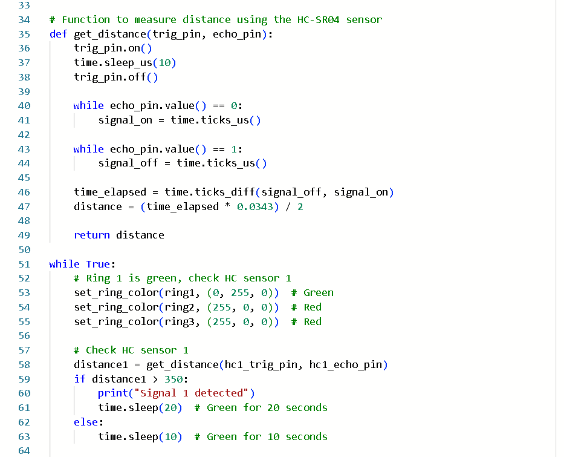 33
34 # Function to measure distance using the HC-SR04 sensor
35 def get_distance(trig_pin, echo_pin):
36     trig_pin.on()
37     time.sleep_us(10)
38     trig_pin.off()
39
40     while echo_pin.value() == 0:
41         signal_on = time.ticks_us()
42
43     while echo_pin.value() == 1:
44         signal_off = time.ticks_us()
45
46     time_elapsed = time.ticks_diff(signal_off, signal_on)
47     distance = (time_elapsed * 0.0343) / 2
48
49     return distance
50
51 while True:
52     # Ring 1 is green, check HC sensor 1
53     set_ring_color(ring1, (0, 255, 0))  # Green
54     set_ring_color(ring2, (255, 0, 0))  # Red
55     set_ring_color(ring3, (255, 0, 0))  # Red
56
57     # Check HC sensor 1
58     distance1 = get_distance(hc1_trig_pin, hc1_echo_pin)
59     if distance1 > 350:
60         print("Signal 1 detected")
61         time.sleep(20)  # Green for 20 seconds
62     else:
63         time.sleep(10)  # Green for 10 seconds
64